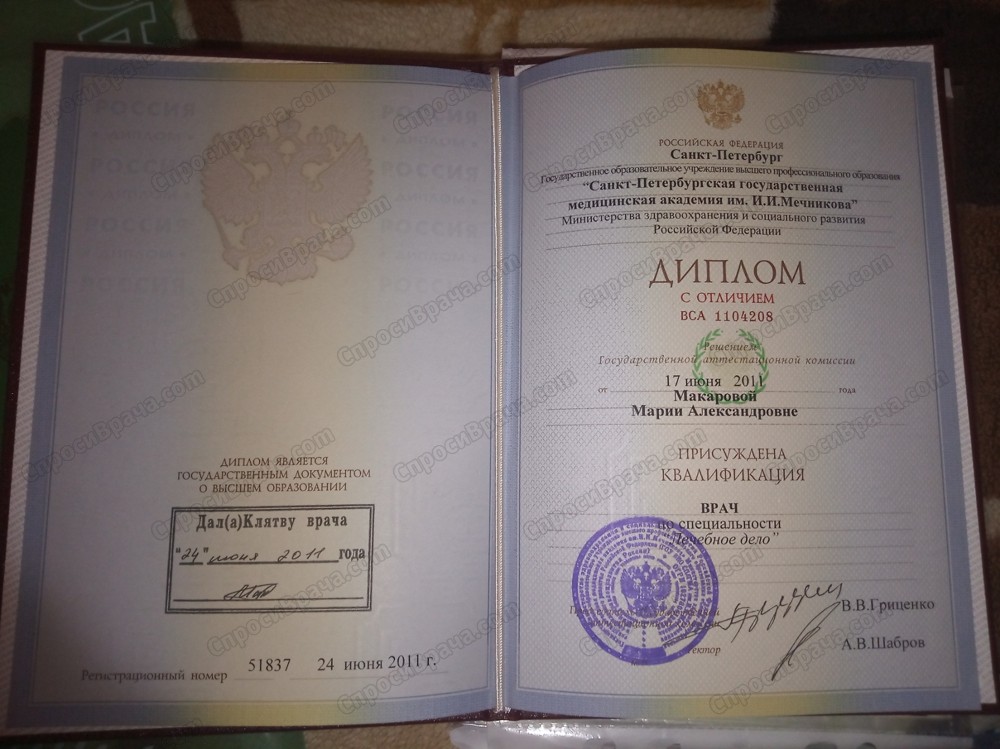 ДИПЛОМ ЯВЛЯЕТСЯ
ГОСУДАРСТВЕННЫМ ДОКУМЕНТОМ
О ВЫСШЕМ ОБРАЗОВАНИИ
Дал(а)Клятву врача
"24" июня 2011 года
Регистрационный номер 51837 24 июня 2011 г.
РОССИЙСКАЯ ФЕДЕРАЦИЯ
Санкт-Петербург
Государственное образовательное учреждение высшего профессионального образования
"Санкт-Петербургская государственная
медицинская академия им. И.И.Мечникова"
Министерства здравоохранения и социального развития
Российской Федерации
ДИПЛОМ
С ОТЛИЧИЕМ
ВСА 1104208
Решением
Государственной аттестационной комиссии
от 17 июня 2011 года
Макаровой
Марии Александровне
ПРИСУЖДЕНА
КВАЛИФИКАЦИЯ
ВРАЧ
по специальности
"Лечебное дело"
В.В.Гриценко
Ректор А.В.Шабров
СпросиВрача.com